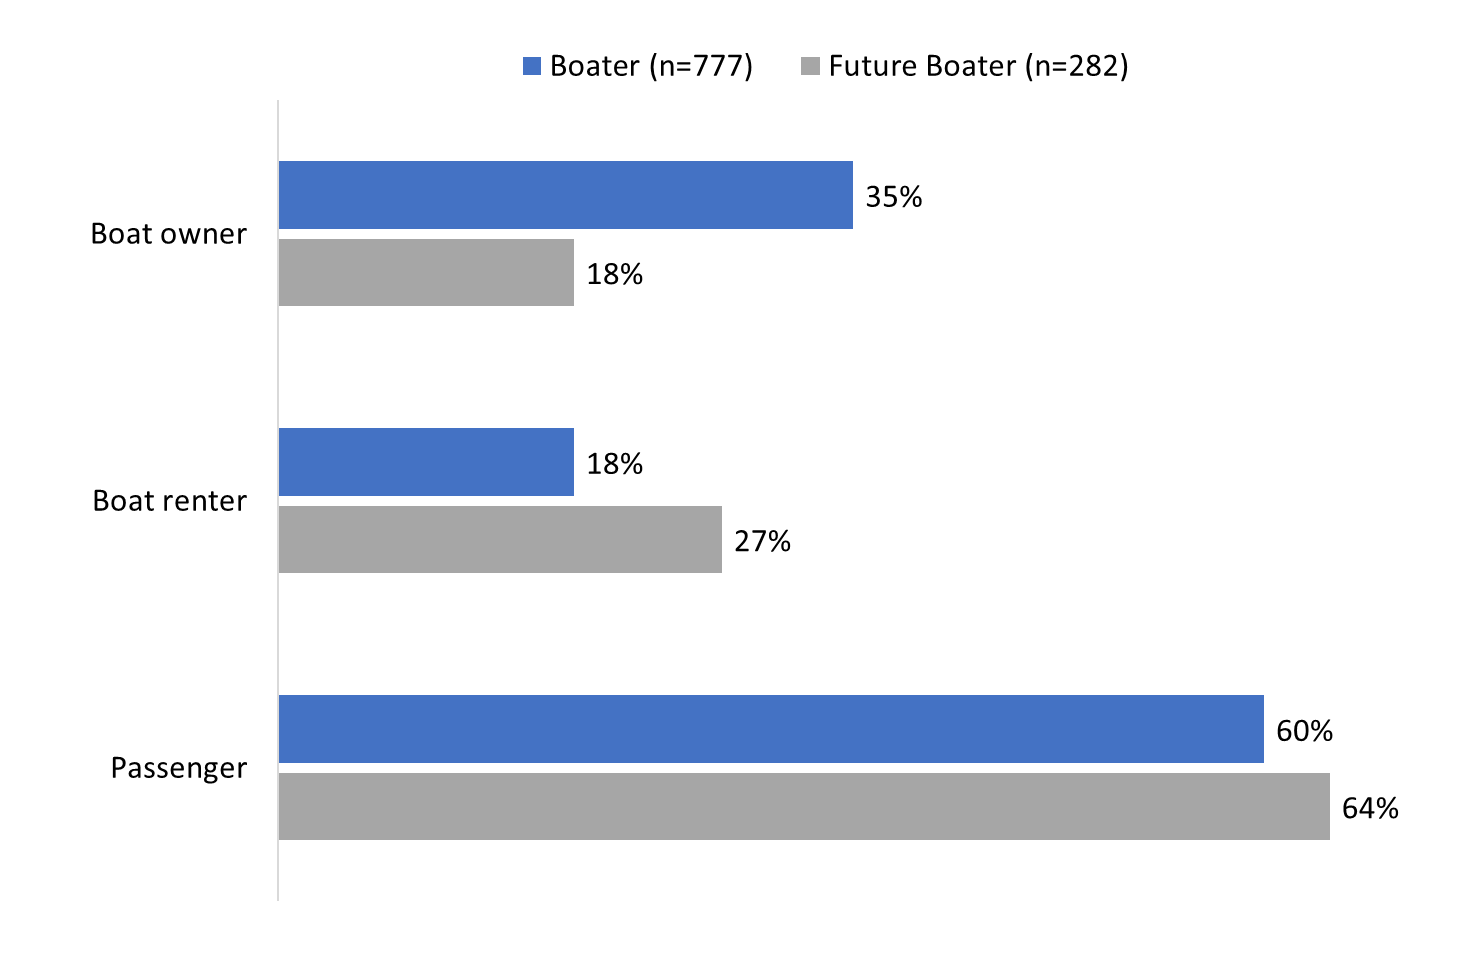 Boater (n=777) Future Boater (n=282)
Boat owner
35%
18%
Boat renter
18%
27%
Passenger
60%
64%